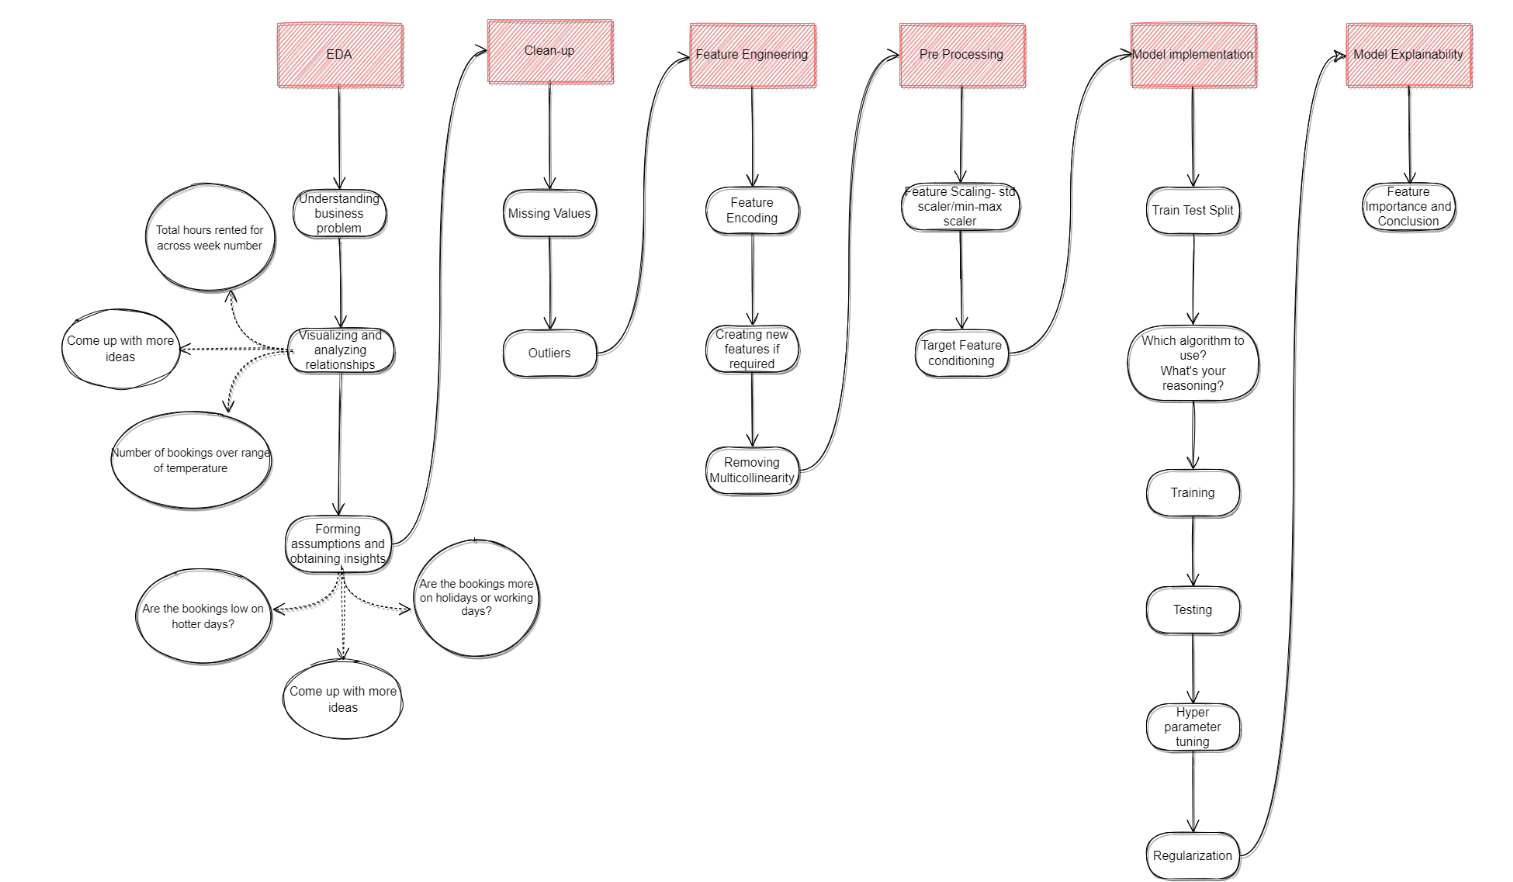 EDA
Clean-up
Feature Engineering
Pre Processing
Model implementation
Model Explainability
Understanding
business
problem
Total hours rented for
across week number
Visualizing and
analyzing
relationships
Come up with more
ideas
Number of bookings over range
of temperature
Forming
assumptions and
obtaining insights
Are the bookings low on
hotter days?
Come up with more
ideas
Are the bookings more
on holidays or working
days?
Missing Values
Outliers
Feature
Encoding
Creating new
features if
required
Removing
Multicollinearity
Feature Scaling- std
scaler/min-max
scaler
Target Feature
conditioning
Train Test Split
Which algorithm to
use?
What's your
reasoning?
Training
Testing
Hyper
parameter
tuning
Regularization
Feature
Importance and
Conclusion